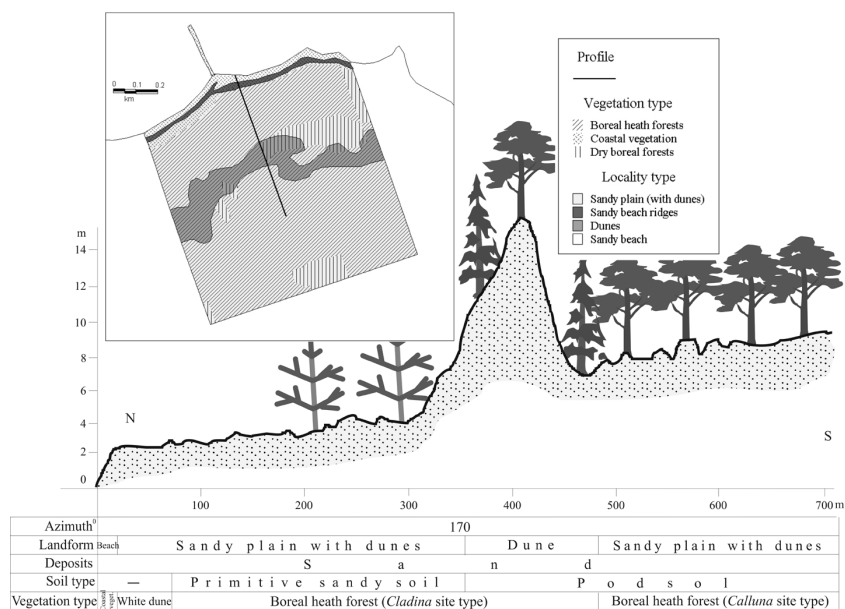 0 0.1 0.2
km
Profile
Vegetation type
Boreal heath forests
Coastal vegetation
Dry boreal forests
Locality type
Sandy plain (with dunes)
Sandy beach ridges
Dunes
Sandy beach
m
14
12
10
8
6
4
2
0
N
S
100 200 300 400 500 600 700 m
Azimuth° 170
Landform Beach Sandy plain with dunes Dune Sandy plain with dunes
Deposits Sand
Soil type — Primitive sandy soil Podsol
Vegetation type Coastal veget. White dune Boreal heath forest (Cladina site type) Boreal heath forest (Calluna site type)